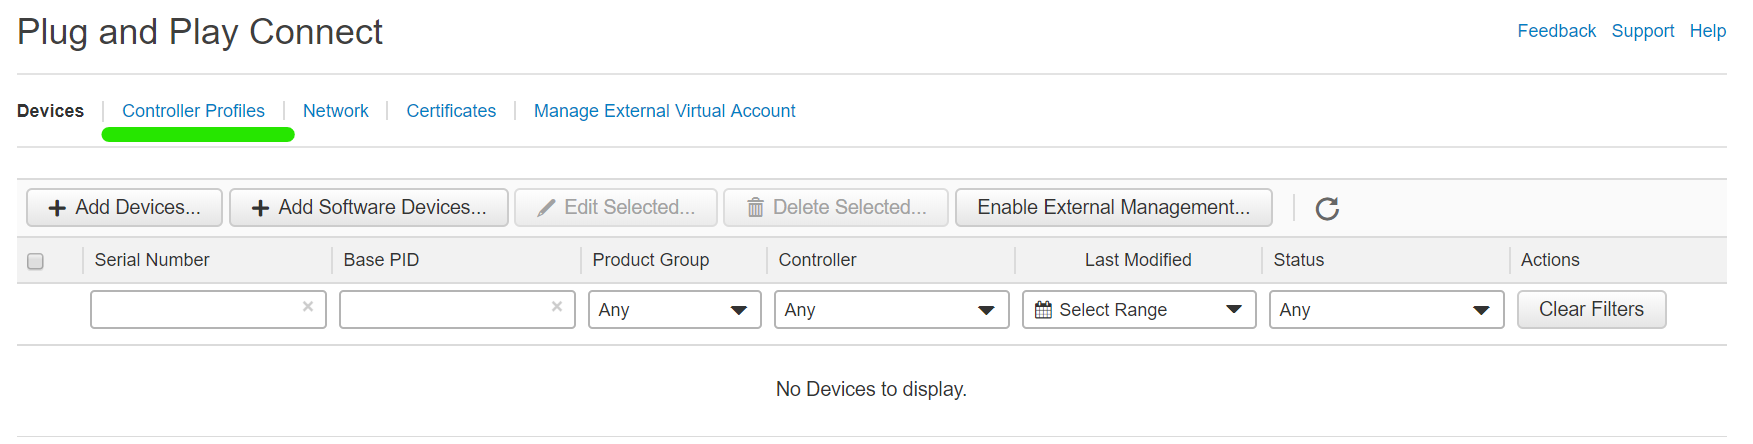 Plug and Play Connect
Feedback Support Help
Devices Controller Profiles Network Certificates Manage External Virtual Account
Add Devices... Add Software Devices... Edit Selected... Delete Selected... Enable External Management...
Serial Number Base PID Product Group Controller Last Modified Status Actions
Any Any Select Range Any Clear Filters
No Devices to display.